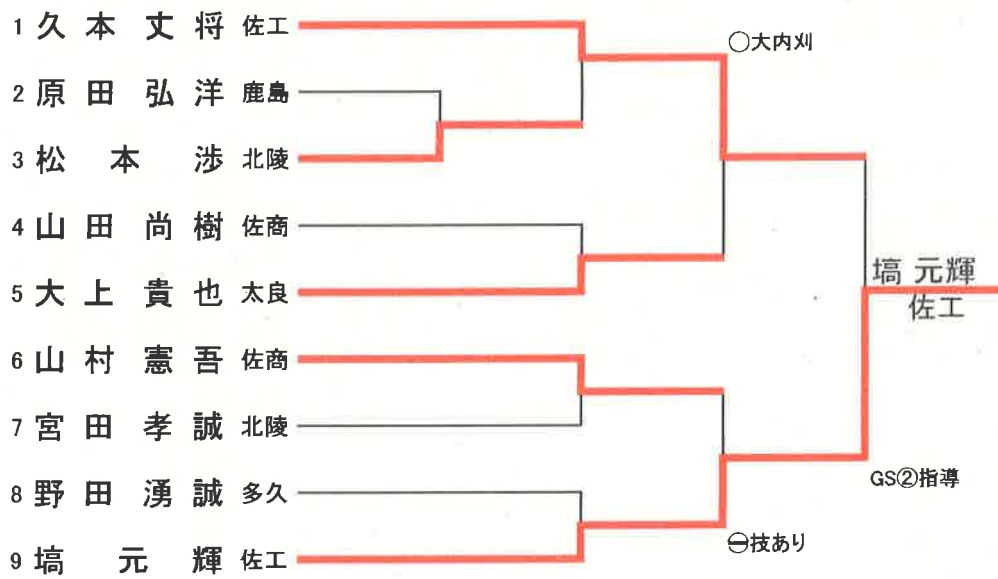 1 久本丈将 佐工
2 原田弘洋 鹿島
3 松本渉 北陵
4 山田尚樹 佐商
5 大上貴也 太良
6 山村憲吾 佐商
7 宮田孝誠 北陵
8 野田湧誠 多久
9 塙元輝 佐工
○大内刈
塙 元輝
佐工
GS②指導
⊖技あり